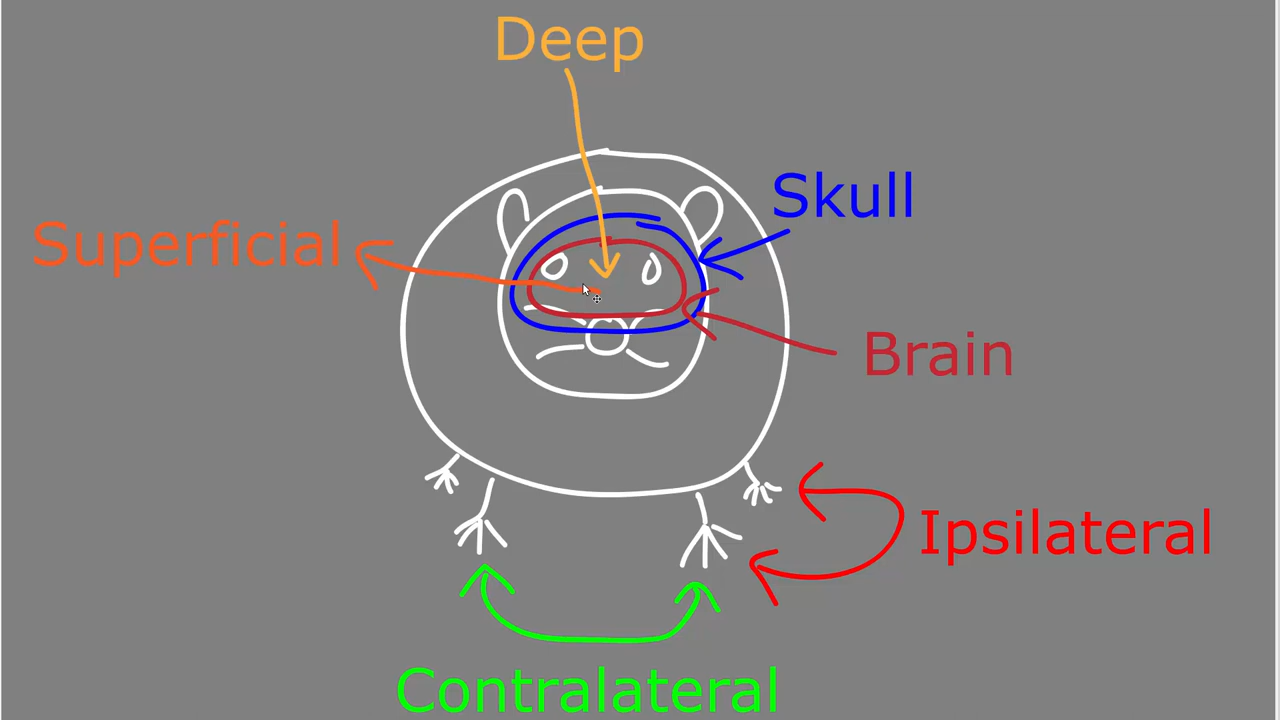 Deep
Skull
Superficial
Brain
Ipsilateral
Contralateral